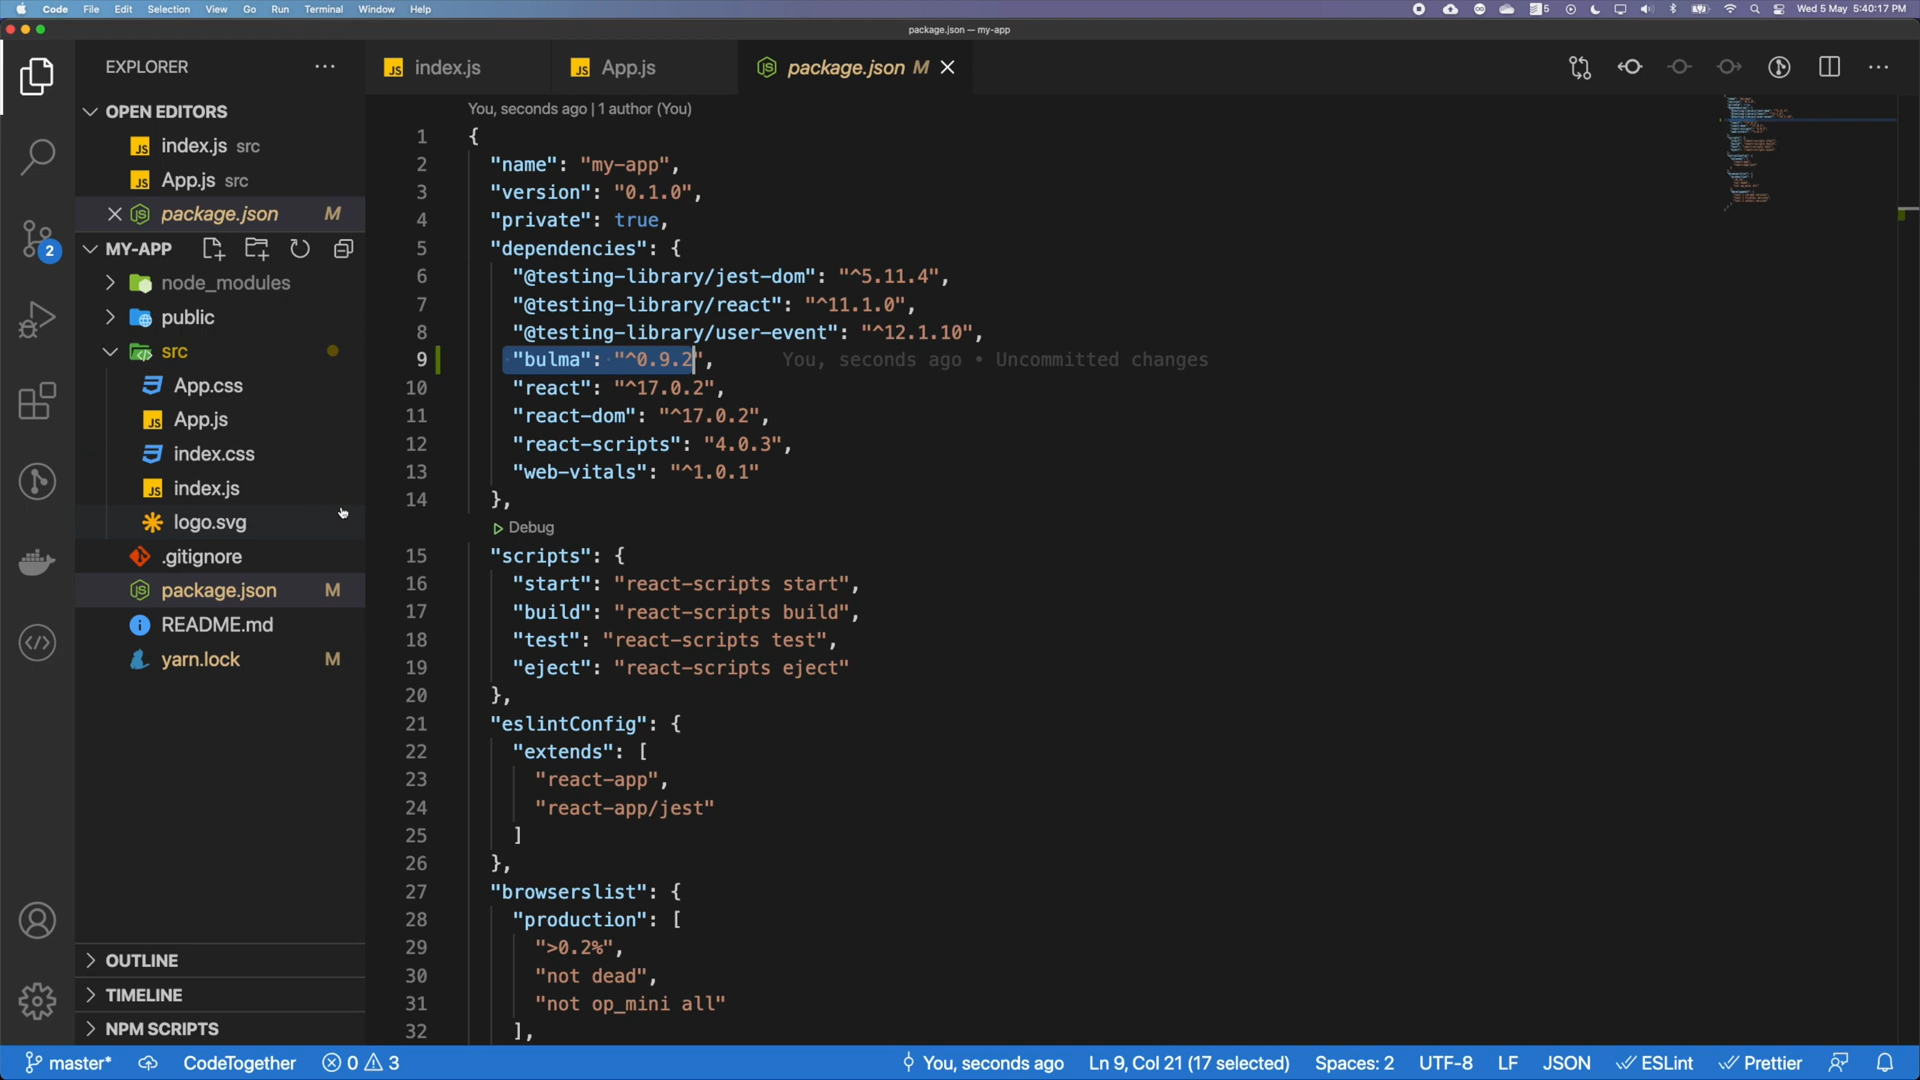 Code File Edit Selection View Go Run Terminal Window Help
5 Wed 5 May 5:40:17 PM
package.json — my-app
EXPLORER
index.js
App.js
package.json M
OPEN EDITORS
index.js src
App.js src
package.json M
MY-APP
2
node_modules
public
src
App.css
App.js
index.css
index.js
logo.svg
.gitignore
package.json M
README.md
yarn.lock M
OUTLINE
TIMELINE
NPM SCRIPTS
You, seconds ago | 1 author (You)
1 {
2 "name": "my-app",
3 "version": "0.1.0",
4 "private": true,
5 "dependencies": {
6 "@testing-library/jest-dom": "^5.11.4",
7 "@testing-library/react": "^11.1.0",
8 "@testing-library/user-event": "^12.1.10",
9 "bulma": "^0.9.2", You, seconds ago • Uncommitted changes
10 "react": "^17.0.2",
11 "react-dom": "^17.0.2",
12 "react-scripts": "4.0.3",
13 "web-vitals": "^1.0.1"
14 },
Debug
15 "scripts": {
16 "start": "react-scripts start",
17 "build": "react-scripts build",
18 "test": "react-scripts test",
19 "eject": "react-scripts eject"
20 },
21 "eslintConfig": {
22 "extends": [
23 "react-app",
24 "react-app/jest"
25 ]
26 },
27 "browserslist": {
28 "production": [
29 ">0.2%",
30 "not dead",
31 "not op_mini all"
32 ],
master* CodeTogether 0 3 You, seconds ago Ln 9, Col 21 (17 selected) Spaces: 2 UTF-8 LF JSON ESLint Prettier